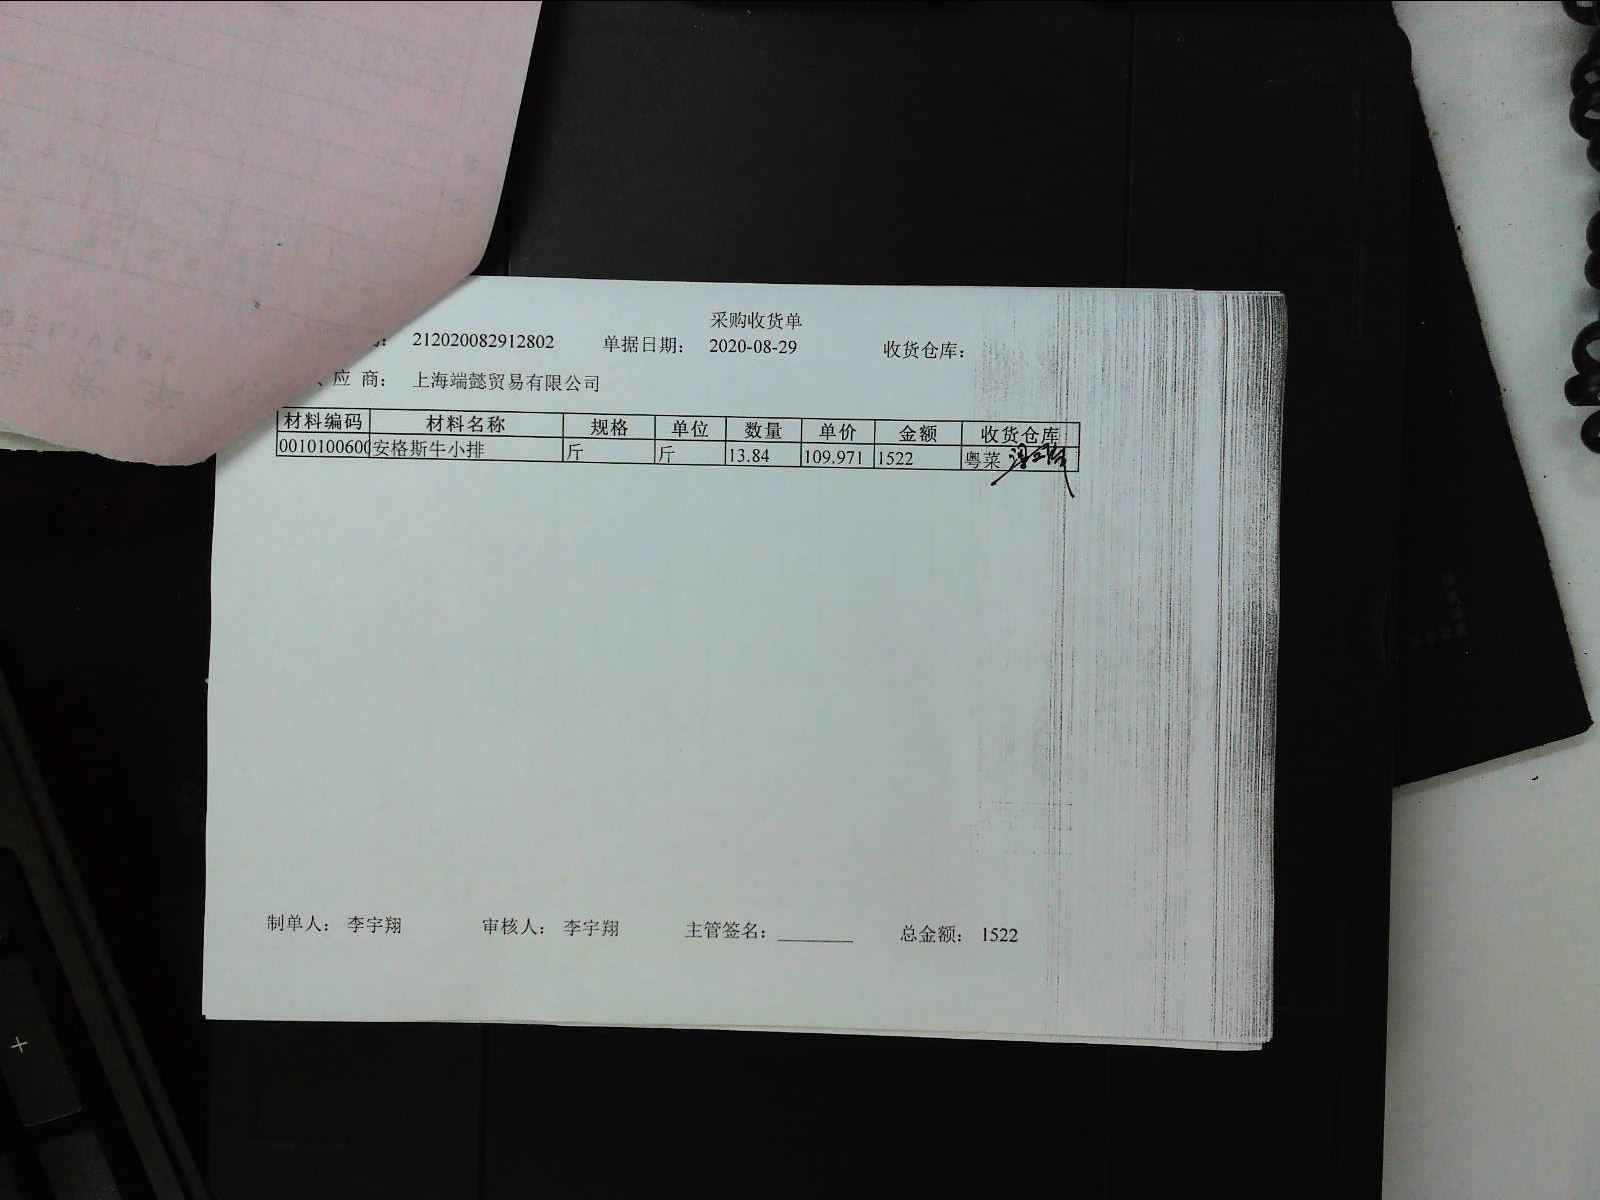 采购收货单
212020082912802 单据日期: 2020-08-29 收货仓库:
应 商: 上海端懿贸易有限公司
材料编码 材料名称 规格 单位 数量 单价 金额 收货仓库
0010100600 安格斯牛小排 斤 斤 13.84 109.971 1522 粤菜
制单人: 李宇翔 审核人: 李宇翔 主管签名: 总金额: 1522
+